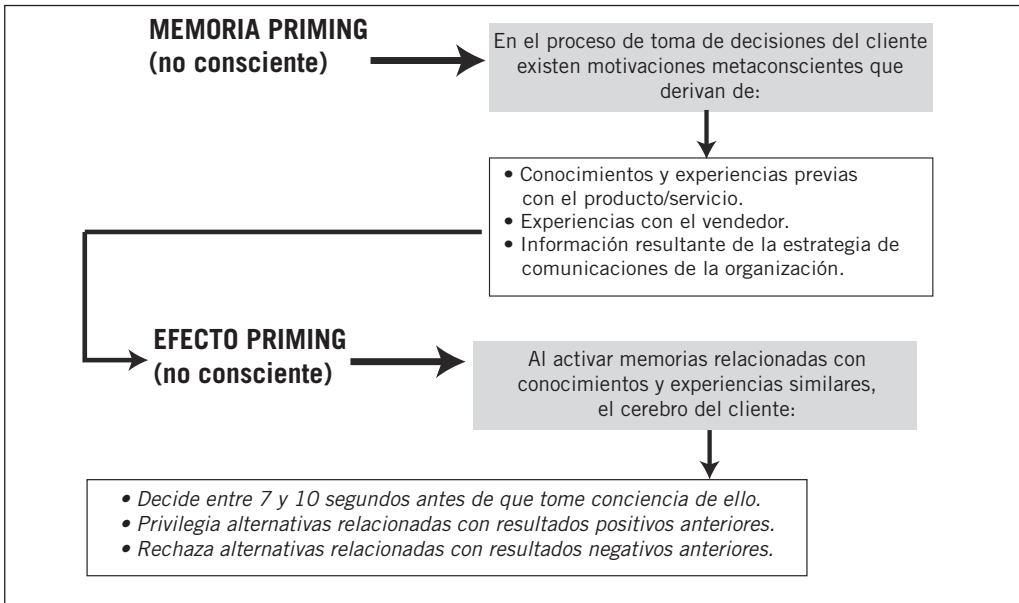 MEMORIA PRIMING
(no consciente)
En el proceso de toma de decisiones del cliente
existen motivaciones metaconscientes que
derivan de:
• Conocimientos y experiencias previas
con el producto/servicio.
• Experiencias con el vendedor.
• Información resultante de la estrategia de
comunicaciones de la organización.
EFECTO PRIMING
(no consciente)
Al activar memorias relacionadas con
conocimientos y experiencias similares,
el cerebro del cliente:
• Decide entre 7 y 10 segundos antes de que tome conciencia de ello.
• Privilegia alternativas relacionadas con resultados positivos anteriores.
• Rechaza alternativas relacionadas con resultados negativos anteriores.